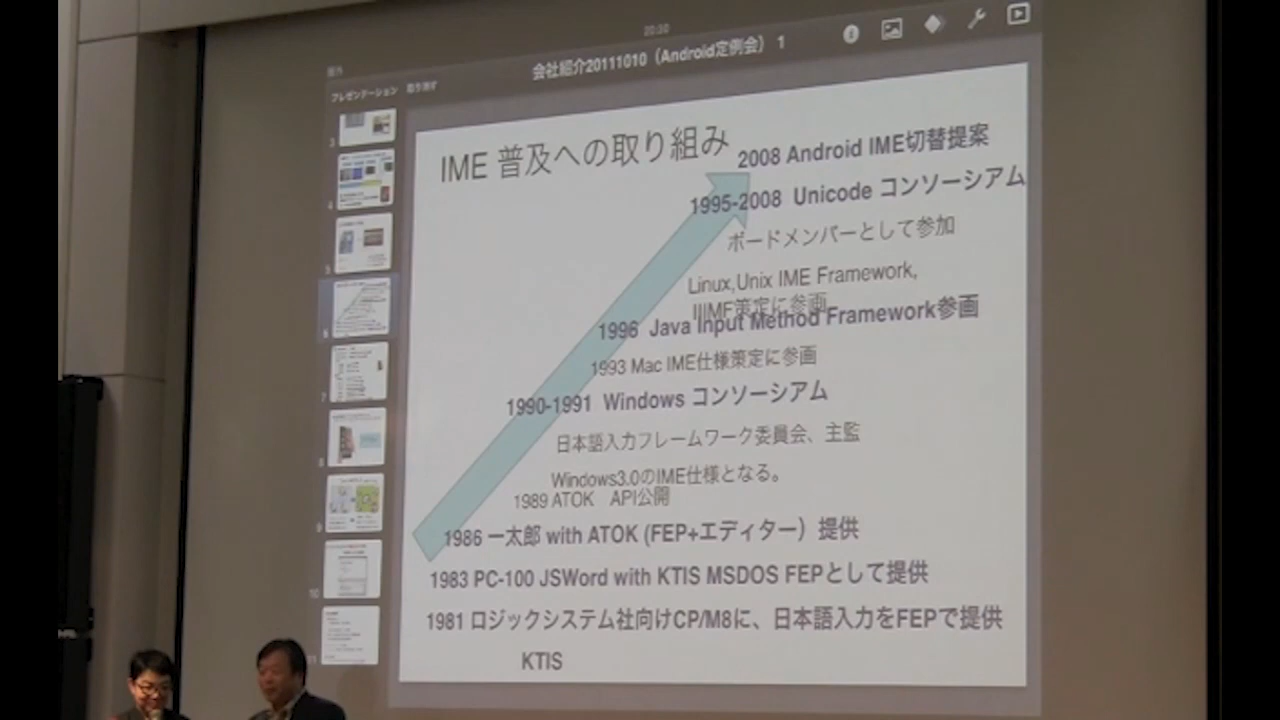 20:30
会社紹介20111010（Android定例会） 1
プレゼンテーション 取り消す
IME 普及への取り組み
2008 Android IME切替提案
1995-2008 Unicode コンソーシアム
ボードメンバーとして参加
Linux,Unix IME Framework,
IIIMF策定に参画
1996 Java Input Method Framework参画
1993 Mac IME仕様策定に参画
1990-1991 Windows コンソーシアム
日本語入力フレームワーク委員会、主監
Windows3.0のIME仕様となる。
1989 ATOK API公開
1986 一太郎 with ATOK (FEP+エディター）提供
1983 PC-100 JSWord with KTIS MSDOS FEPとして提供
1981 ロジックシステム社向けCP/M8に、日本語入力をFEPで提供
KTIS